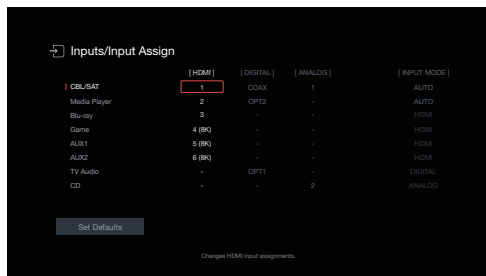 Inputs/Input Assign
[ HDMI ] [ DIGITAL ] [ ANALOG ] [ INPUT MODE ]
CBL/SAT 1 COAX 1 AUTO
Media Player 2 OPT2 - AUTO
Blu-ray 3 - - HDMI
Game 4 (8K) - - HDMI
AUX1 5 (8K) - - HDMI
AUX2 6 (8K) - - HDMI
TV Audio - OPT1 - DIGITAL
CD - - 2 ANALOG
Set Defaults
Changes HDMI input assignments.